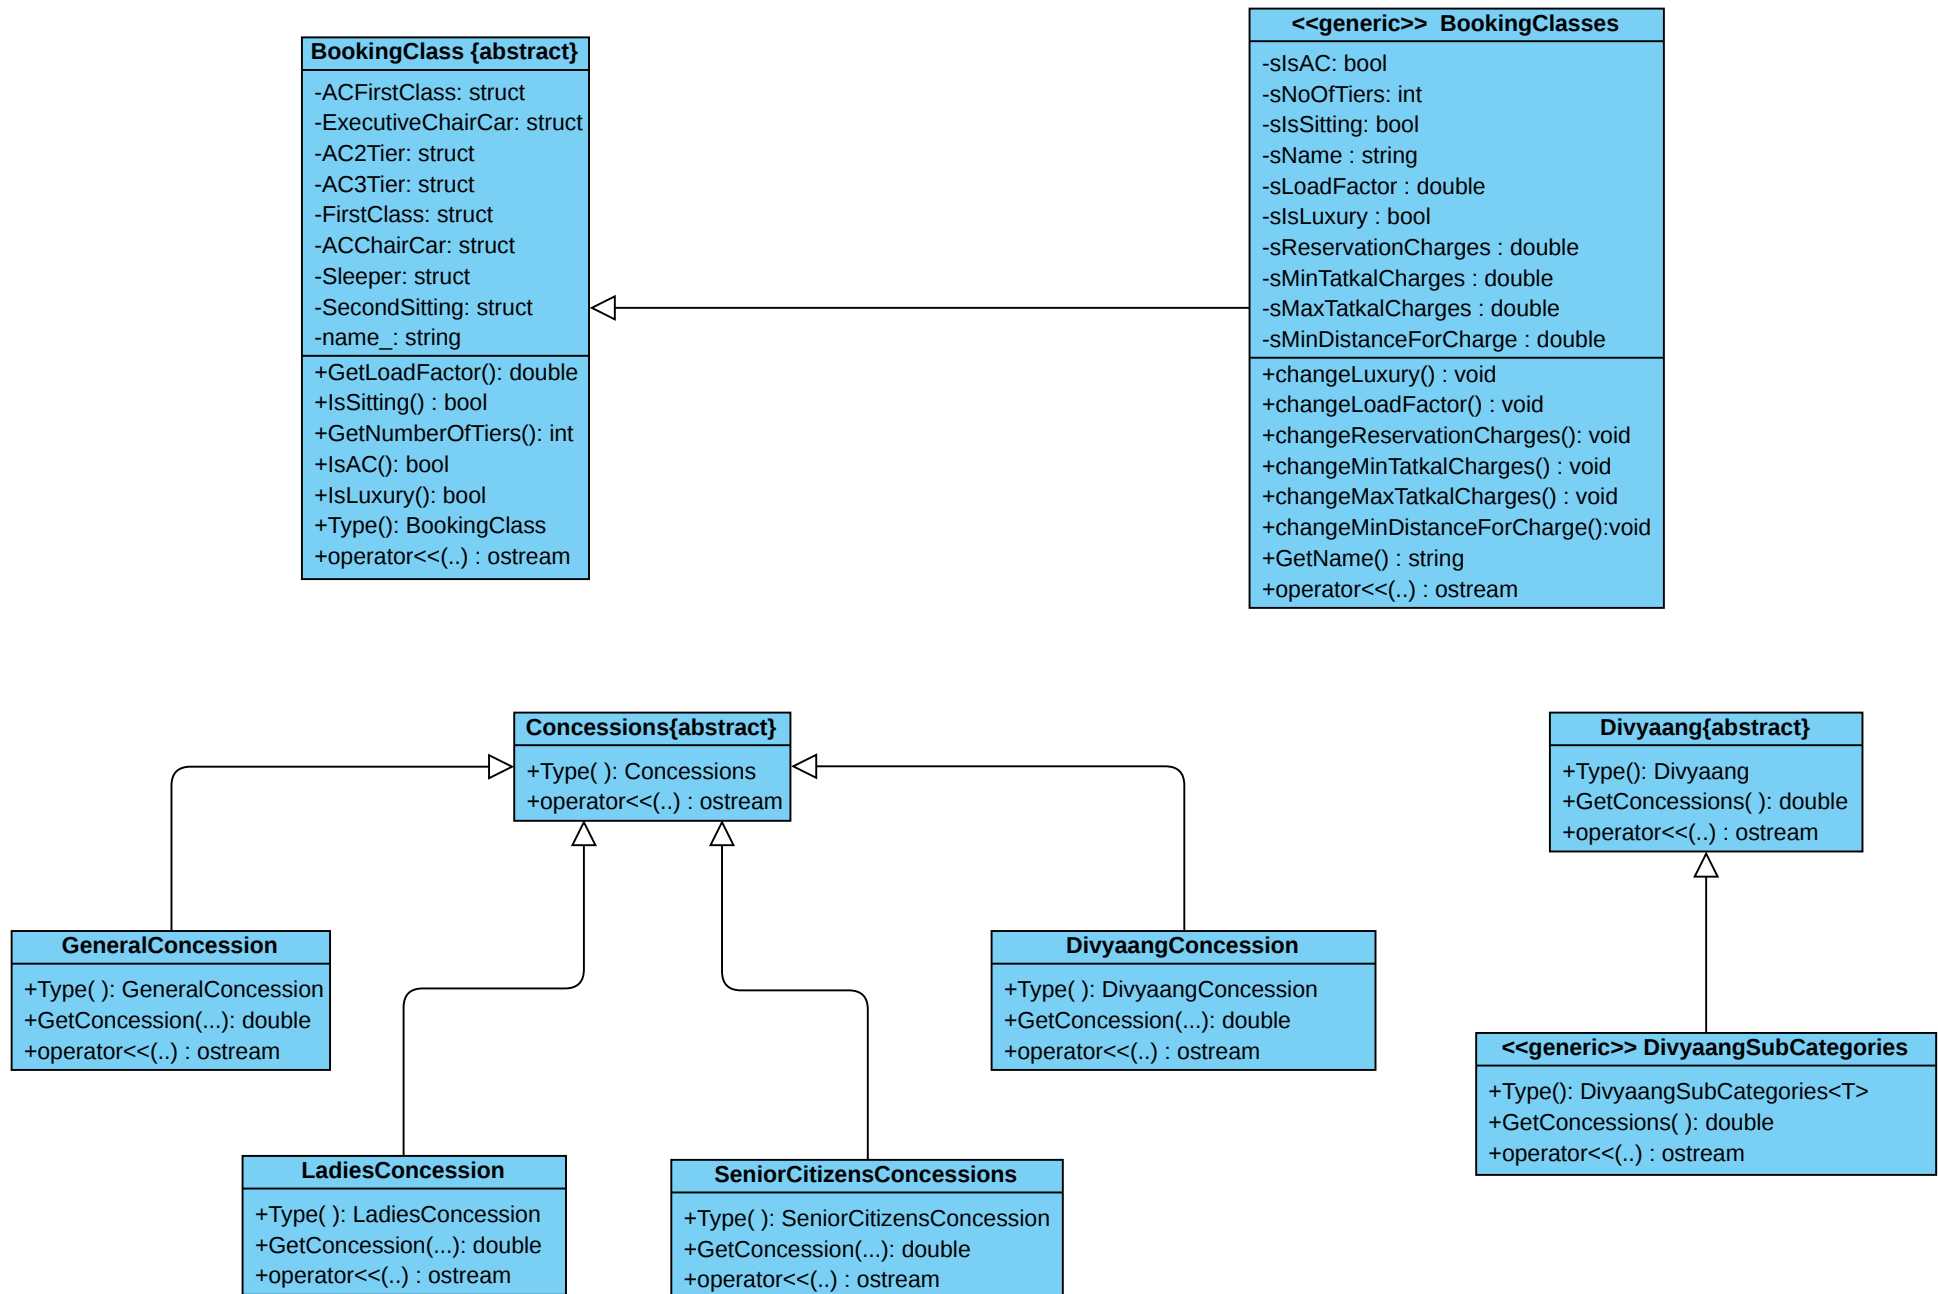 BookingClass {abstract}
-ACFirstClass: struct
-ExecutiveChairCar: struct
-AC2Tier: struct
-AC3Tier: struct
-FirstClass: struct
-ACChairCar: struct
-Sleeper: struct
-SecondSitting: struct
-name_: string
+GetLoadFactor(): double
+IsSitting() : bool
+GetNumberOfTiers(): int
+IsAC(): bool
+IsLuxury(): bool
+Type(): BookingClass
+operator<<(..) : ostream
<<generic>>  BookingClasses
-sIsAC: bool
-sNoOfTiers: int
-sIsSitting: bool
-sName : string
-sLoadFactor : double
-sIsLuxury : bool
-sReservationCharges : double
-sMinTatkalCharges : double
-sMaxTatkalCharges : double
-sMinDistanceForCharge : double
+changeLuxury() : void
+changeLoadFactor() : void
+changeReservationCharges(): void
+changeMinTatkalCharges() : void
+changeMaxTatkalCharges() : void
+changeMinDistanceForCharge():void
+GetName() : string
+operator<<(..) : ostream
Concessions{abstract}
+Type( ): Concessions
+operator<<(..) : ostream
Divyaang{abstract}
+Type(): Divyaang
+GetConcessions( ): double
+operator<<(..) : ostream
GeneralConcession
+Type( ): GeneralConcession
+GetConcession(...): double
+operator<<(..) : ostream
DivyaangConcession
+Type( ): DivyaangConcession
+GetConcession(...): double
+operator<<(..) : ostream
<<generic>> DivyaangSubCategories
+Type(): DivyaangSubCategories<T>
+GetConcessions( ): double
+operator<<(..) : ostream
LadiesConcession
+Type( ): LadiesConcession
+GetConcession(...): double
+operator<<(..) : ostream
SeniorCitizensConcessions
+Type( ): SeniorCitizensConcession
+GetConcession(...): double
+operator<<(..) : ostream